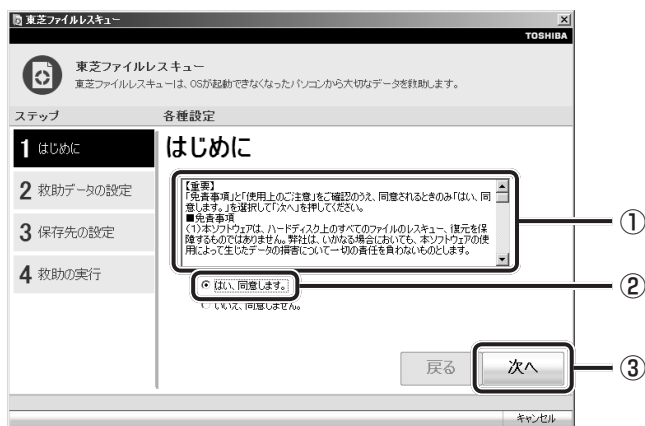 東芝ファイルレスキュー
TOSHIBA
東芝ファイルレスキュー
東芝ファイルレスキューは、OSが起動できなくなったパソコンから大切なデータを救助します。
ステップ
各種設定
1 はじめに
はじめに
【重要】
「免責事項」と「使用上のご注意」をご確認のうえ、同意されるときのみ「はい、同
意します。」を選択して「次へ」を押してください。
■免責事項
(1)本ソフトウェアは、ハードディスク上のすべてのファイルのレスキュー、復元を保
障するものではありません。弊社は、いかなる場合においても、本ソフトウェアの使
用によって生じたデータの損害について一切の責任を負わないものとします。
①
2 救助データの設定
3 保存先の設定
4 救助の実行
はい、同意します。
②
いいえ、同意しません。
戻る
次へ
③
キャンセル